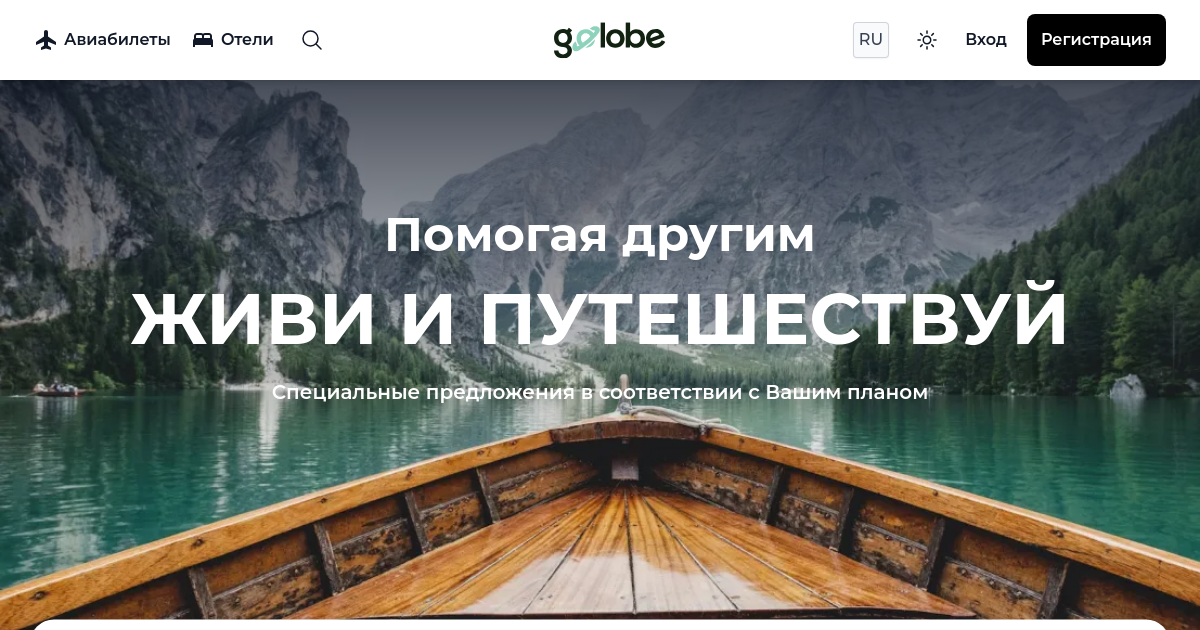 Авиабилеты
Отели
golobe
RU
Вход
Регистрация
Помогая другим
ЖИВИ И ПУТЕШЕСТВУЙ
Специальные предложения в соответствии с Вашим планом